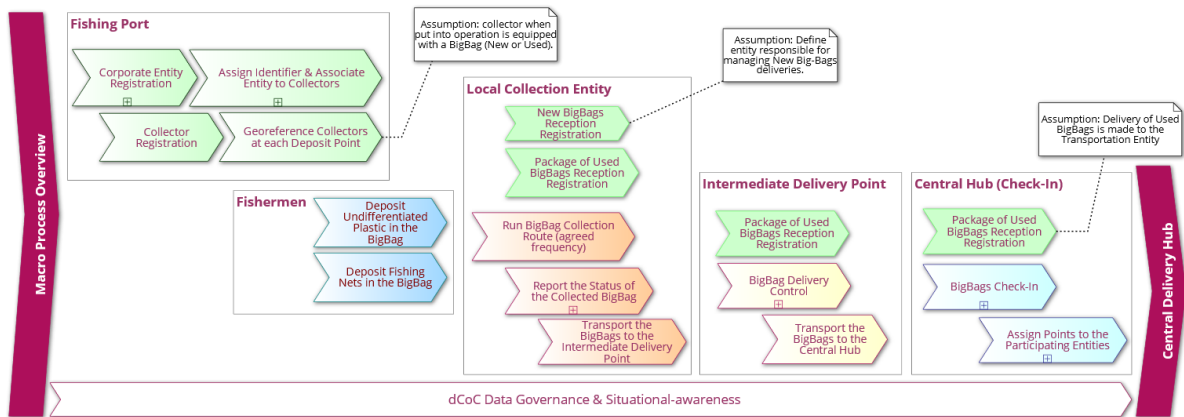 Macro Process Overview
Fishing Port
Corporate Entity
Registration
Assign Identifier & Associate
Entity to Collectors
Collector
Registration
Georeference Collectors
at each Deposit Point
Assumption: collector when
put into operation is equipped
with a BigBag (New or Used).
Fishermen
Deposit
Undifferentiated
Plastic in the
BigBag
Deposit Fishing
Nets in the BigBag
Local Collection Entity
New BigBags
Reception
Registration
Package of Used
BigBags Reception
Registration
Run BigBag Collection
Route (agreed
frequency)
Report the Status of
the Collected BigBag
Transport the
BigBags to the
Intermediate Delivery
Point
Assumption: Define
entity responsible for
managing New Big-Bags
deliveries.
Intermediate Delivery Point
Package of Used
BigBags Reception
Registration
BigBag Delivery
Control
Transport the
BigBags to the
Central Hub
Central Hub (Check-In)
Package of Used
BigBags Reception
Registration
BigBags Check-In
Assign Points to the
Participating Entities
Assumption: Delivery of Used
BigBags is made to the
Transportation Entity
Central Delivery Hub
dCoC Data Governance & Situational-awareness